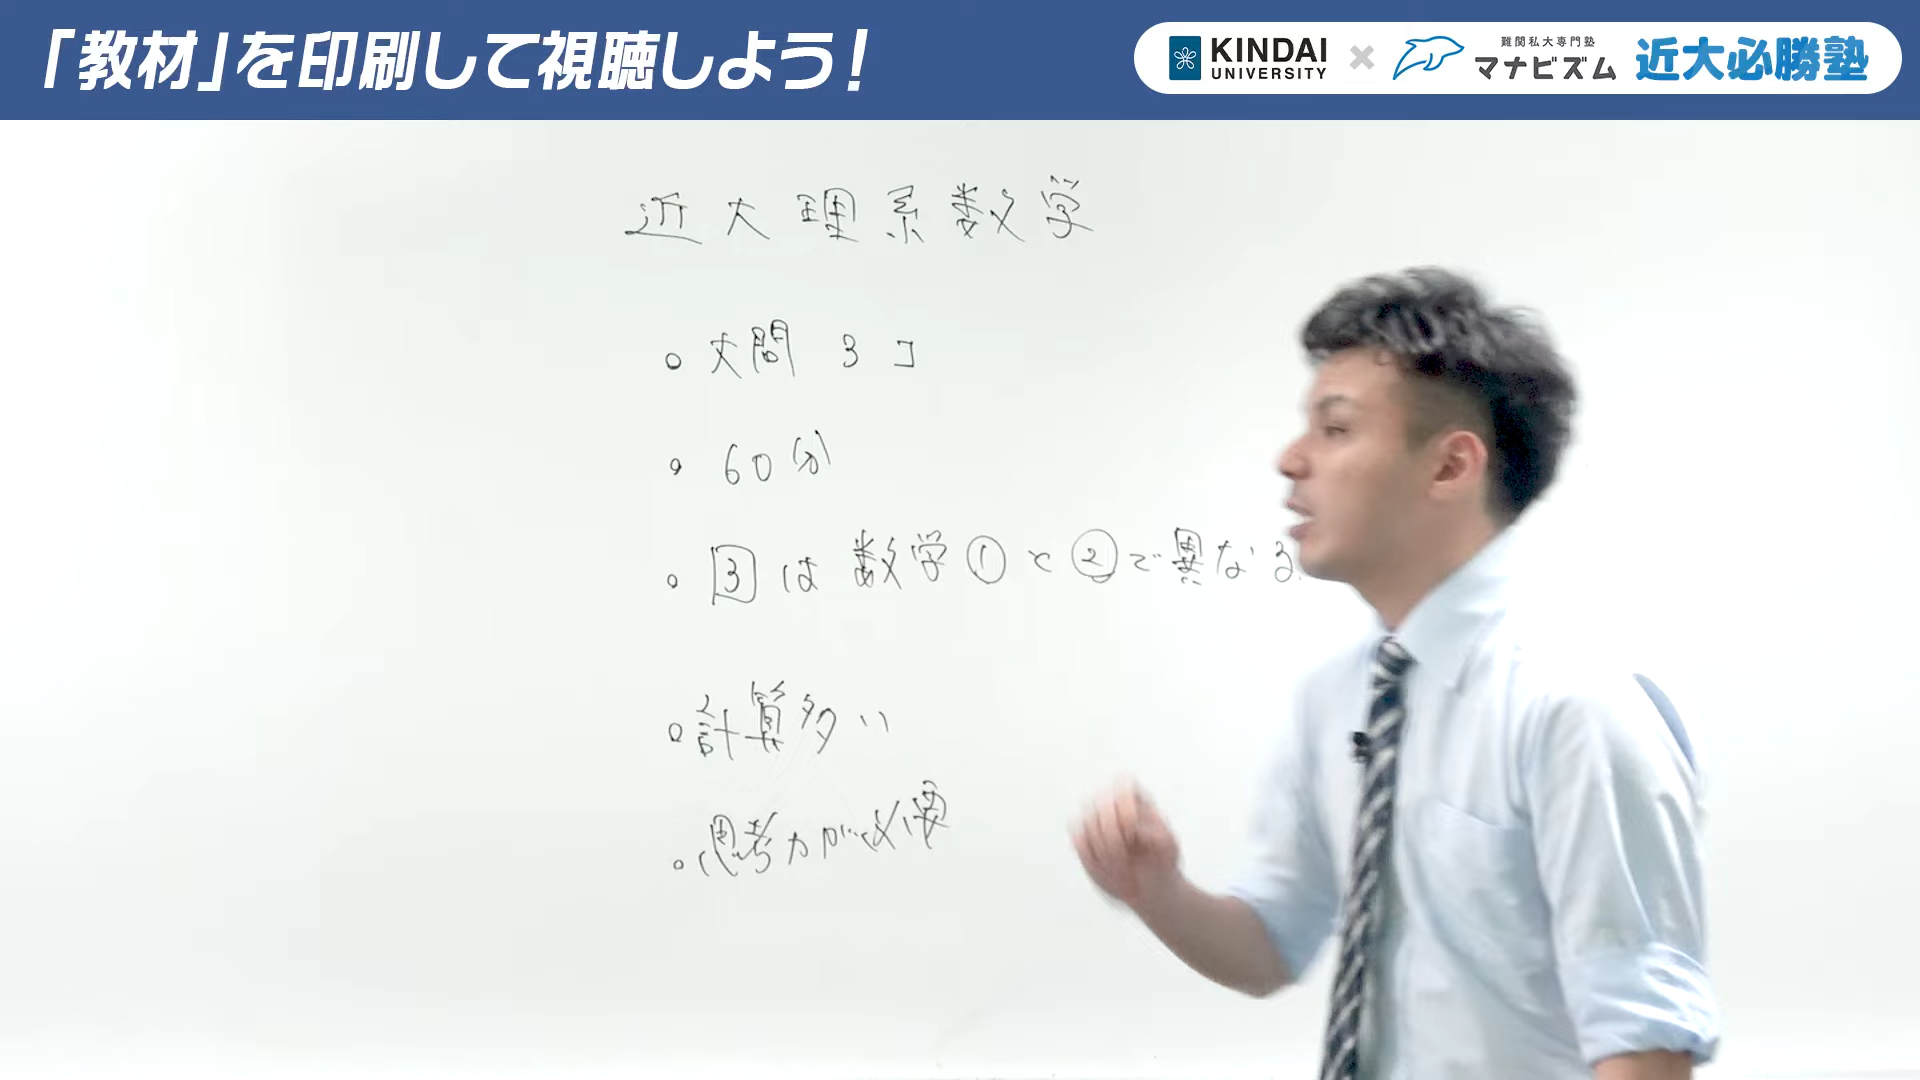 「教材」を印刷して視聴しよう!
KINDAI UNIVERSITY × 難関私大専門塾 マナビズム 近大必勝塾
近大理系数学
○大問 3コ
○60分
○3は数学①と②で異なる
○計算多い
○思考力が必要